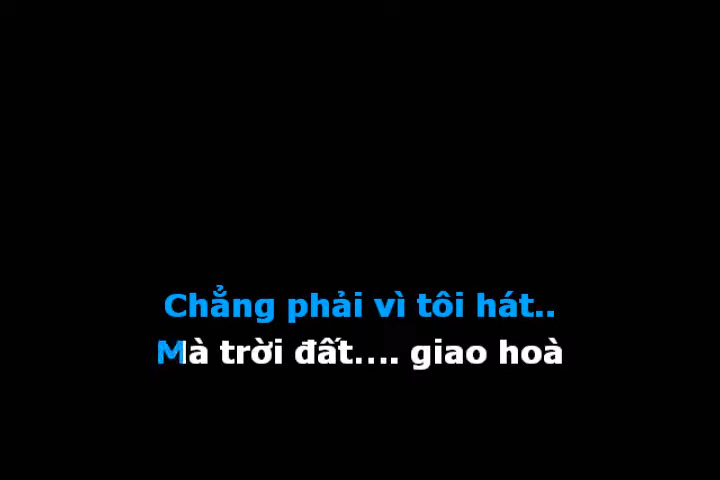 Chẳng phải vì tôi hát..
Mà trời đất.... giao hoà